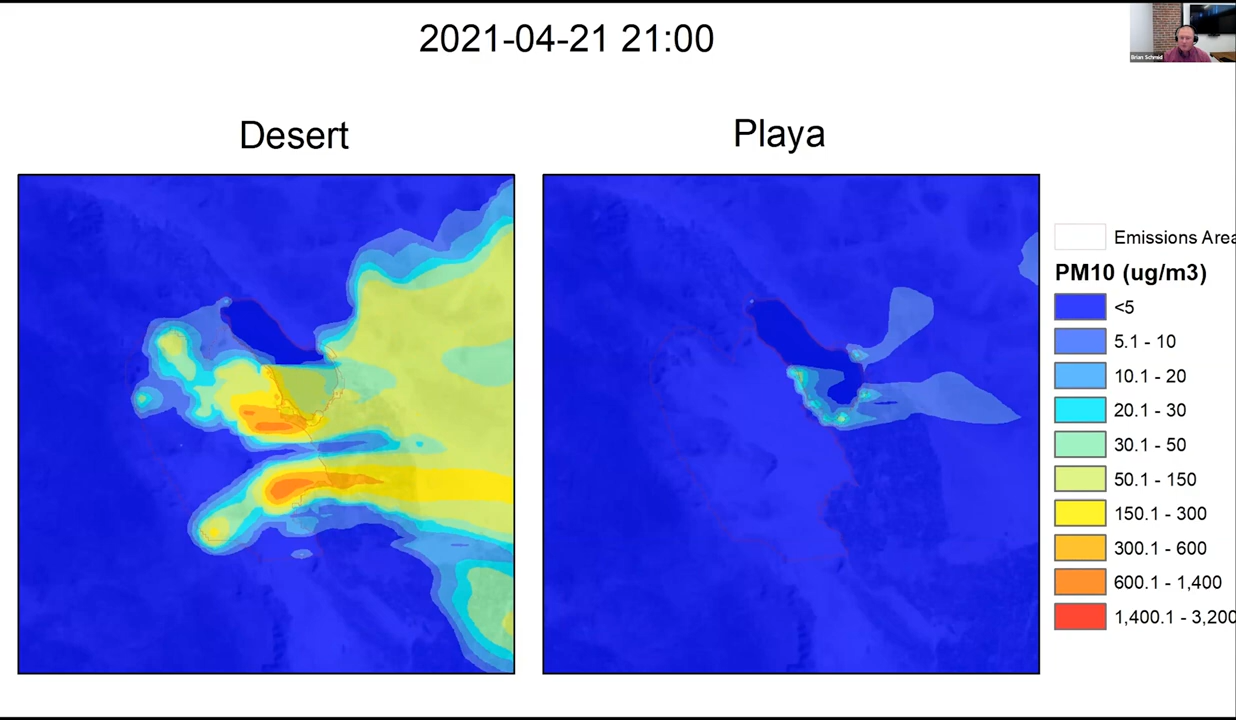 2021-04-21 21:00
Brian Schmid
Desert
Playa
Emissions Area
PM10 (ug/m3)
<5
5.1 - 10
10.1 - 20
20.1 - 30
30.1 - 50
50.1 - 150
150.1 - 300
300.1 - 600
600.1 - 1,400
1,400.1 - 3,200